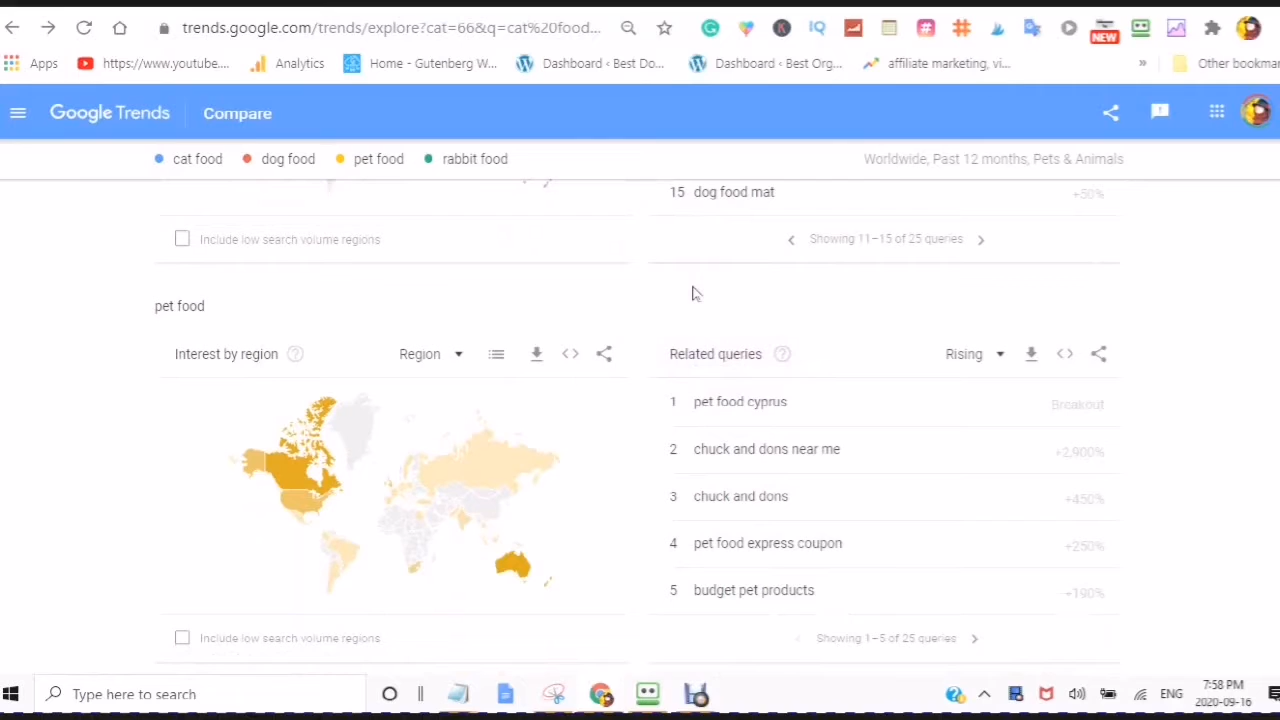 trends.google.com/trends/explore?cat=66&q=cat%20food...
NEW
Apps
https://www.youtube...
Analytics
Home - Gutenberg W...
Dashboard ‹ Best Do...
Dashboard ‹ Best Org...
affiliate marketing, vi...
»
Other bookmar
Google Trends
Compare
cat food
dog food
pet food
rabbit food
Worldwide, Past 12 months, Pets & Animals
15 dog food mat +50%
Include low search volume regions
Showing 11–15 of 25 queries
pet food
Interest by region
Region
Related queries
Rising
1 pet food cyprus Breakout
2 chuck and dons near me +2,900%
3 chuck and dons +450%
4 pet food express coupon +250%
5 budget pet products +190%
Include low search volume regions
Showing 1–5 of 25 queries
Type here to search
ENG
7:58 PM
2020-09-16